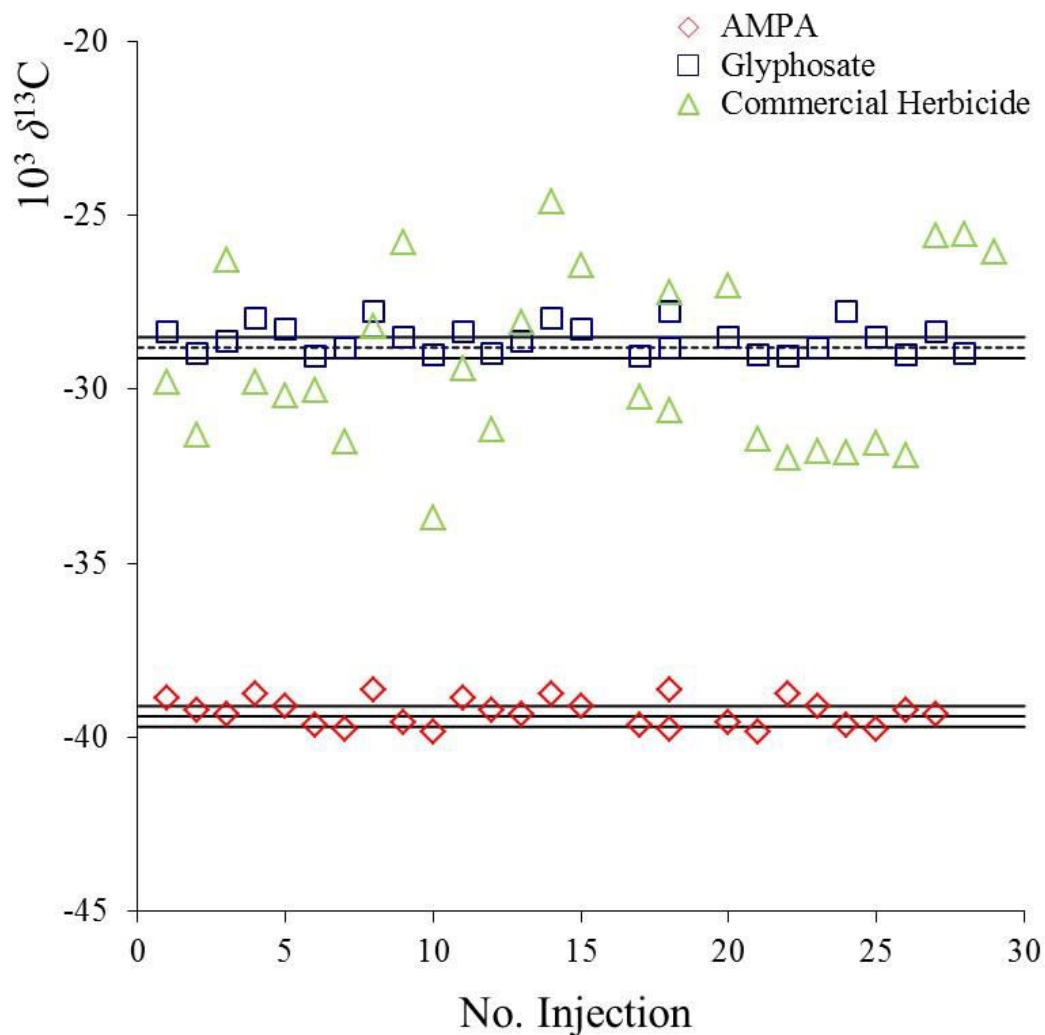 AMPA
Glyphosate
Commercial Herbicide
10³ δ¹³C
-20
-25
-30
-35
-40
-45
0 5 10 15 20 25 30
No. Injection